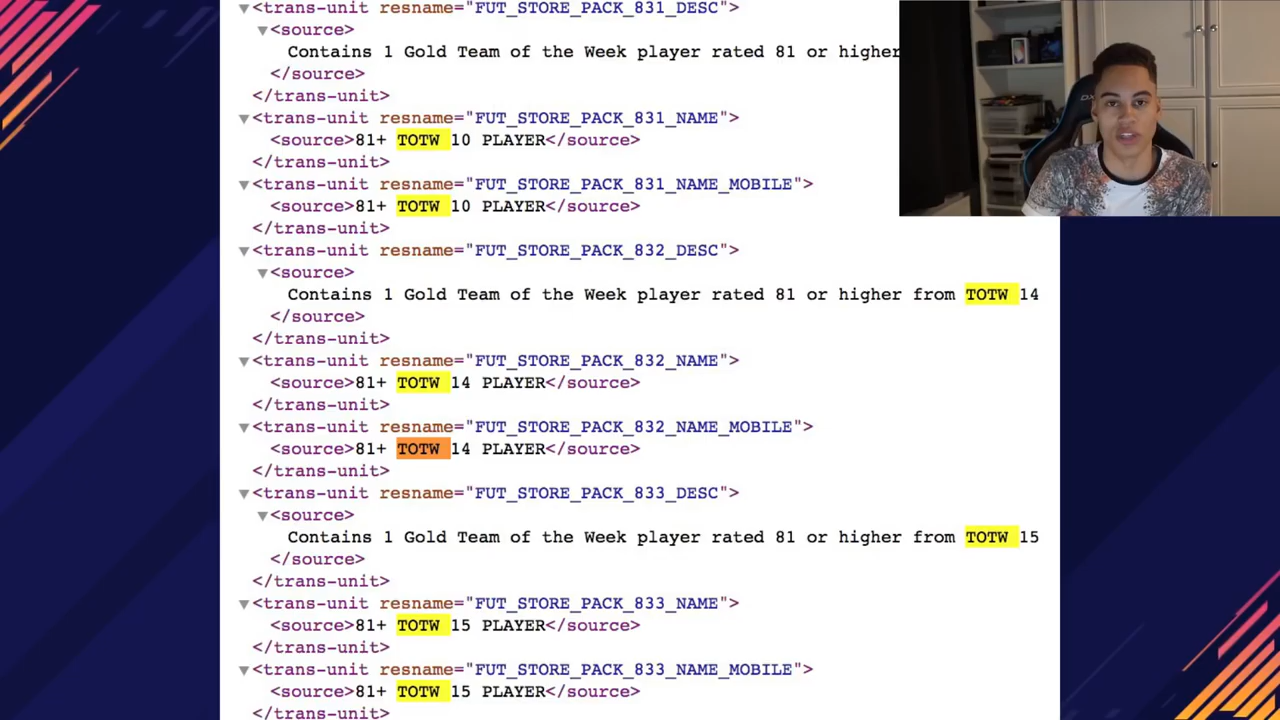 <trans-unit resname="FUT_STORE_PACK_831_DESC">
<source>
Contains 1 Gold Team of the Week player rated 81 or higher
</source>
</trans-unit>
<trans-unit resname="FUT_STORE_PACK_831_NAME">
<source>81+ TOTW 10 PLAYER</source>
</trans-unit>
<trans-unit resname="FUT_STORE_PACK_831_NAME_MOBILE">
<source>81+ TOTW 10 PLAYER</source>
</trans-unit>
<trans-unit resname="FUT_STORE_PACK_832_DESC">
<source>
Contains 1 Gold Team of the Week player rated 81 or higher from TOTW 14
</source>
</trans-unit>
<trans-unit resname="FUT_STORE_PACK_832_NAME">
<source>81+ TOTW 14 PLAYER</source>
</trans-unit>
<trans-unit resname="FUT_STORE_PACK_832_NAME_MOBILE">
<source>81+ TOTW 14 PLAYER</source>
</trans-unit>
<trans-unit resname="FUT_STORE_PACK_833_DESC">
<source>
Contains 1 Gold Team of the Week player rated 81 or higher from TOTW 15
</source>
</trans-unit>
<trans-unit resname="FUT_STORE_PACK_833_NAME">
<source>81+ TOTW 15 PLAYER</source>
</trans-unit>
<trans-unit resname="FUT_STORE_PACK_833_NAME_MOBILE">
<source>81+ TOTW 15 PLAYER</source>
</trans-unit>